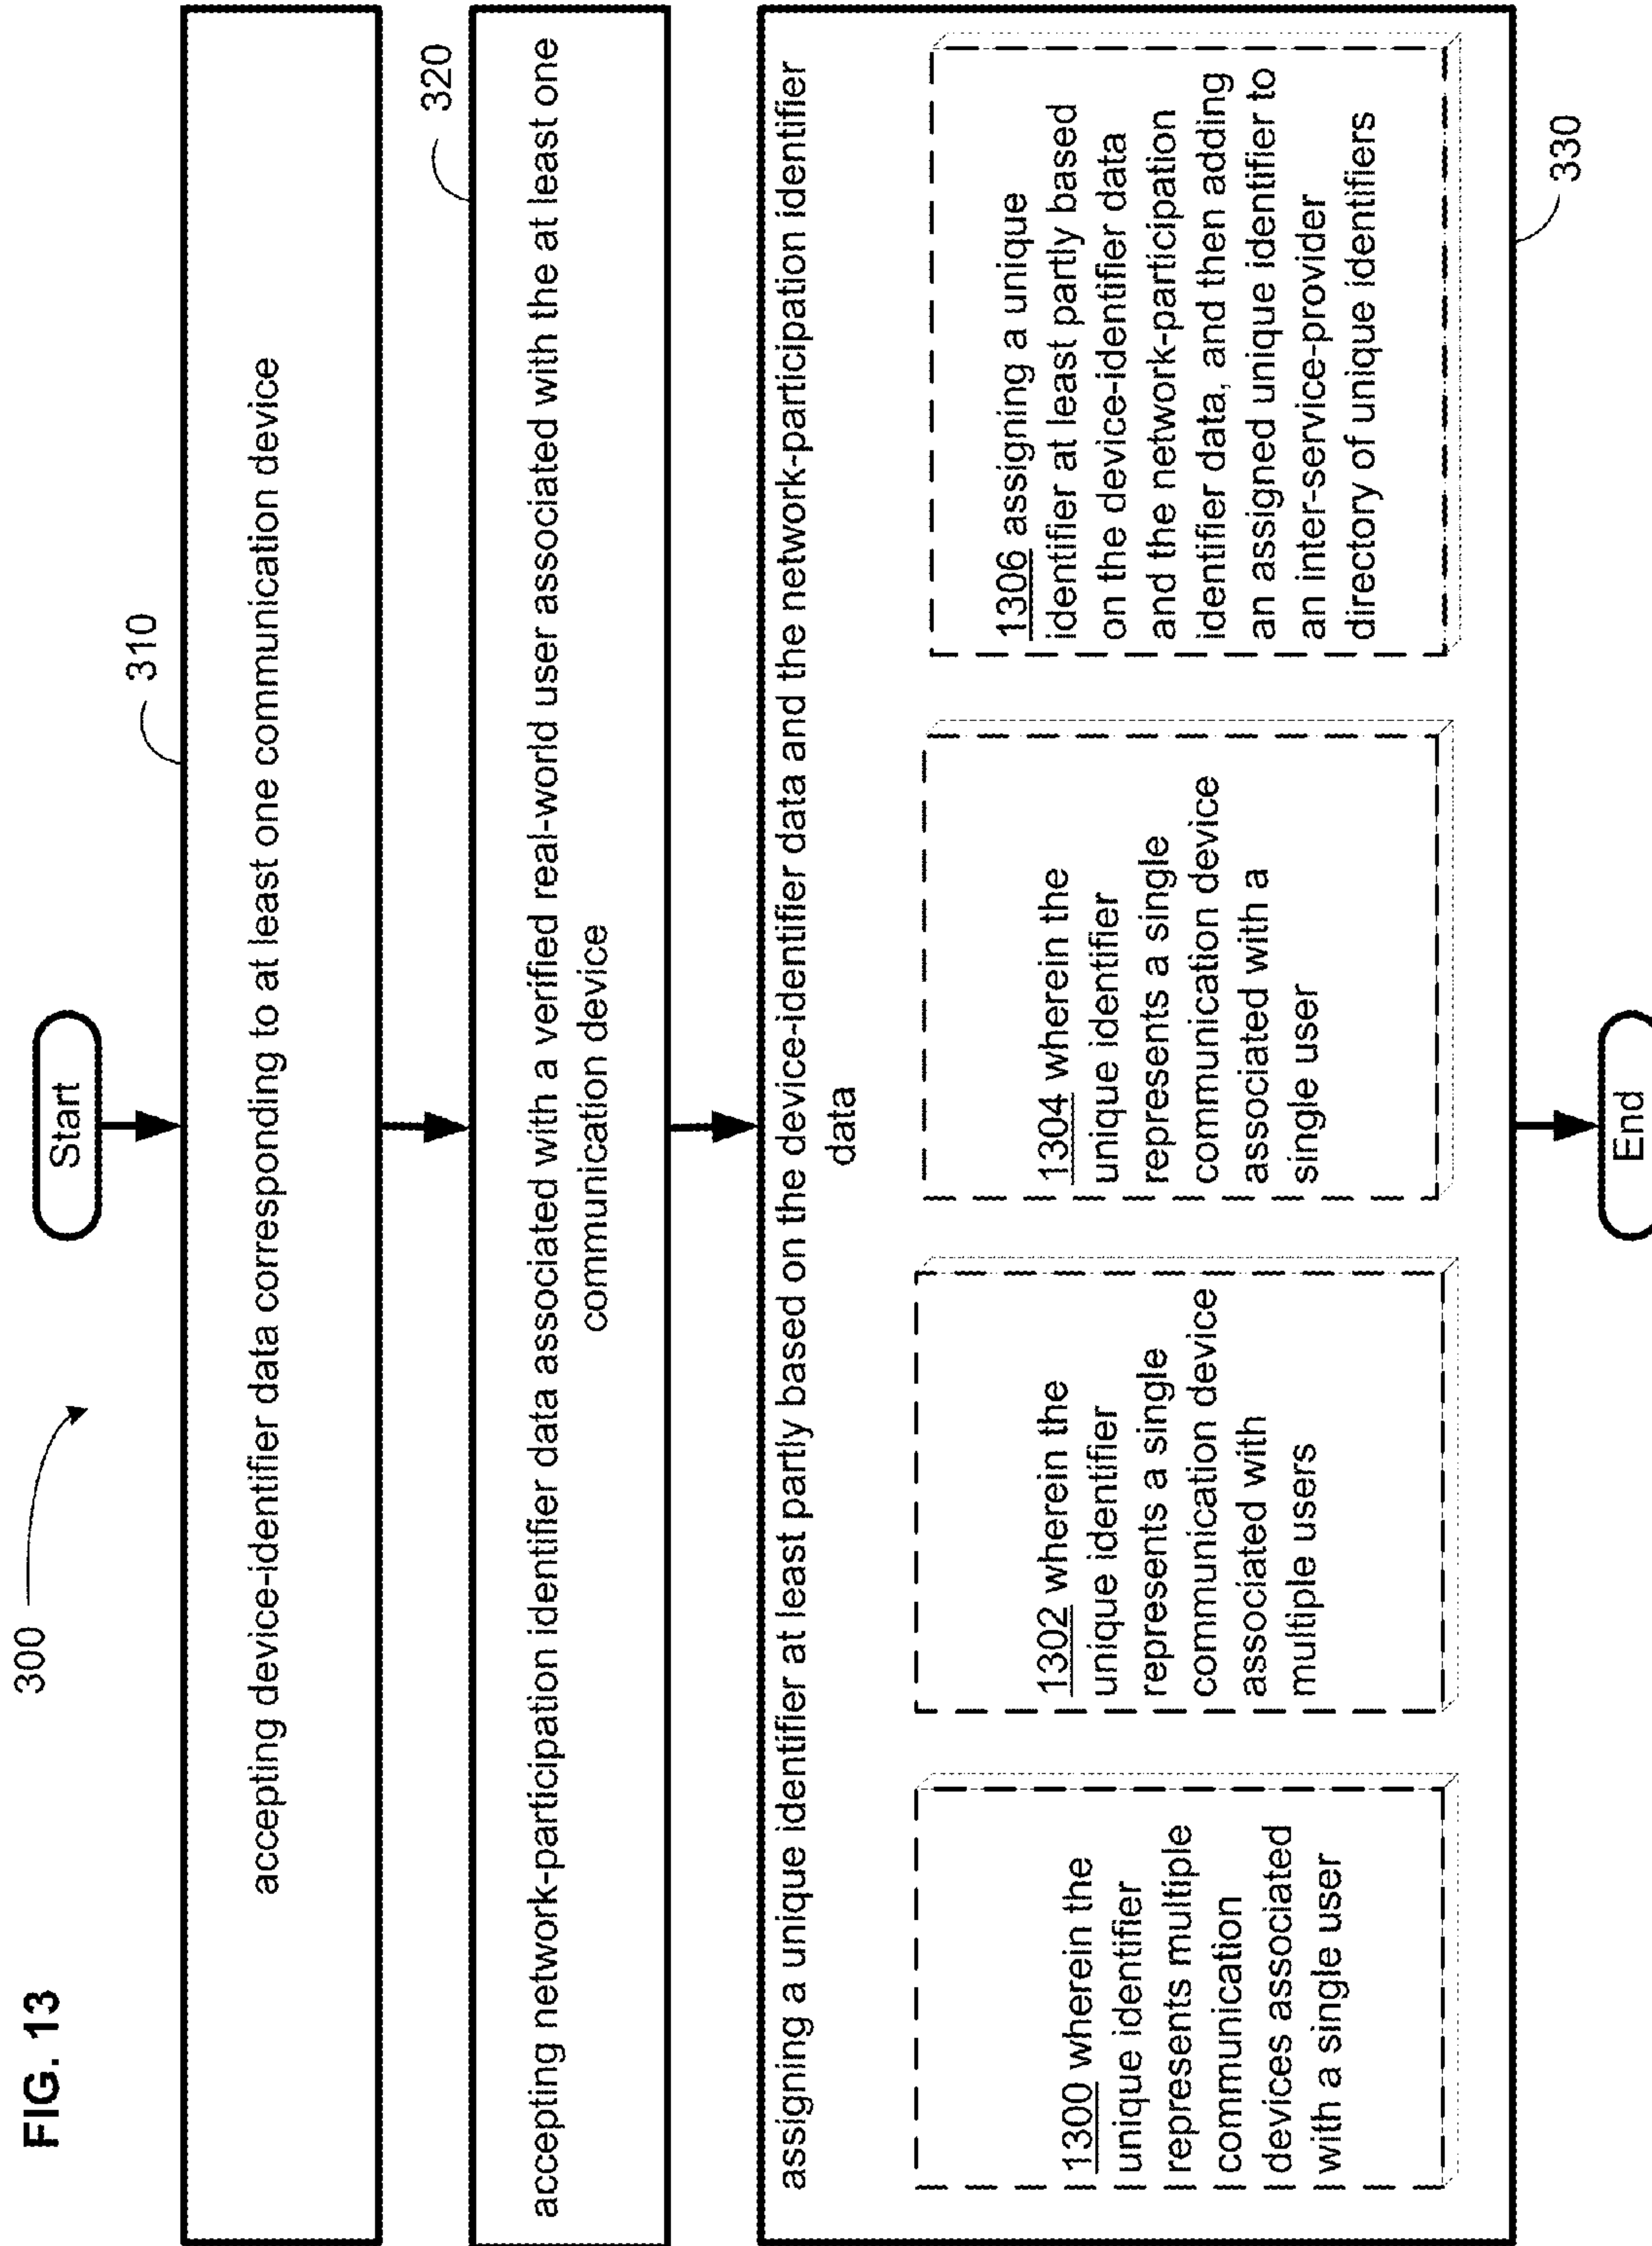 FIG. 13
300
Start
310
accepting device-identifier data corresponding to at least one communication device
320
accepting network-participation identifier data associated with a verified real-world user associated with the at least one
communication device
assigning a unique identifier at least partly based on the device-identifier data and the network-participation identifier
data
1300 wherein the
unique identifier
represents multiple
communication
devices associated
with a single user
1302 wherein the
unique identifier
represents a single
communication device
associated with
multiple users
1304 wherein the
unique identifier
represents a single
communication device
associated with a
single user
1306 assigning a unique
identifier at least partly based
on the device-identifier data
and the network-participation
identifier data, and then adding
an assigned unique identifier to
an inter-service-provider
directory of unique identifiers
330
End